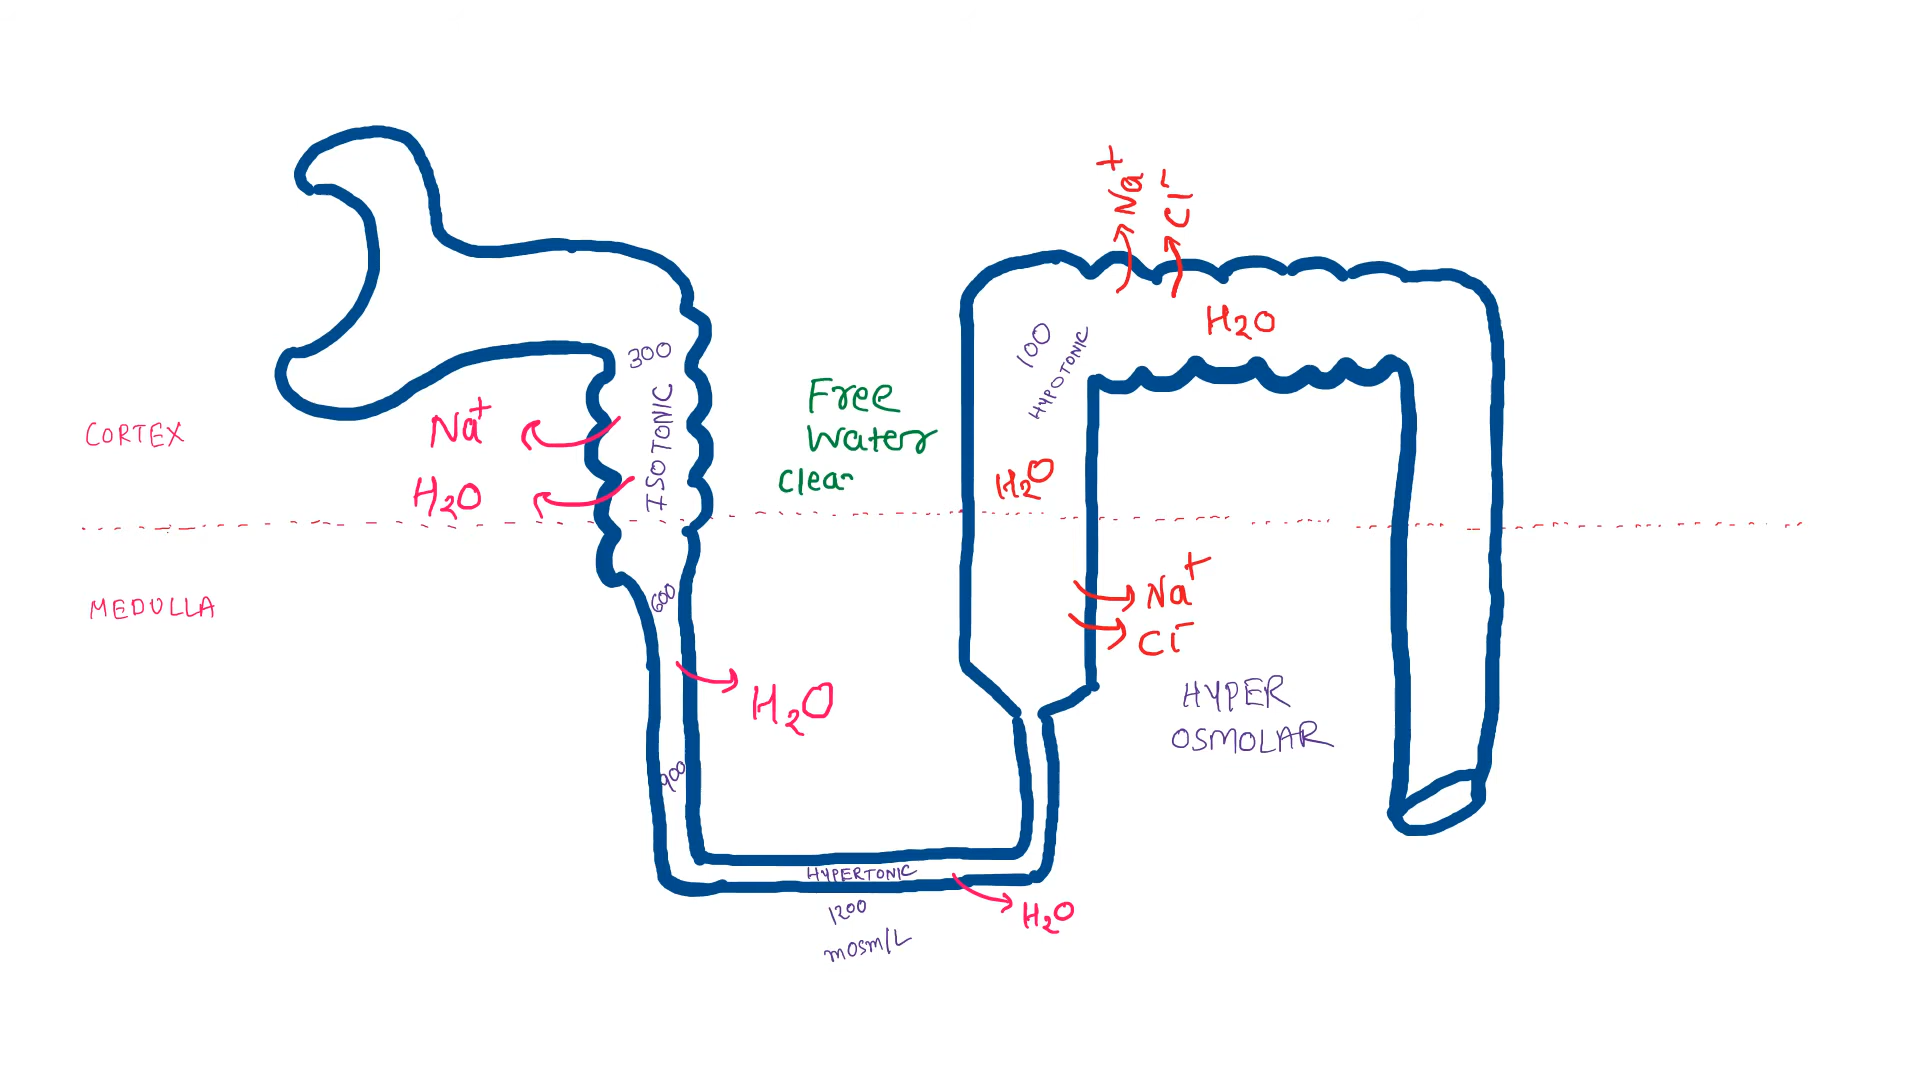 Na+
Cl-
H2O
300
ISOTONIC
100
HYPOTONIC
Free
Water
Clear
CORTEX
Na+
H2O
H2O
MEDULLA
600
Na+
Cl-
H2O
900
HYPER
OSMOLAR
HYPERTONIC
1200
mosm/L
H2O